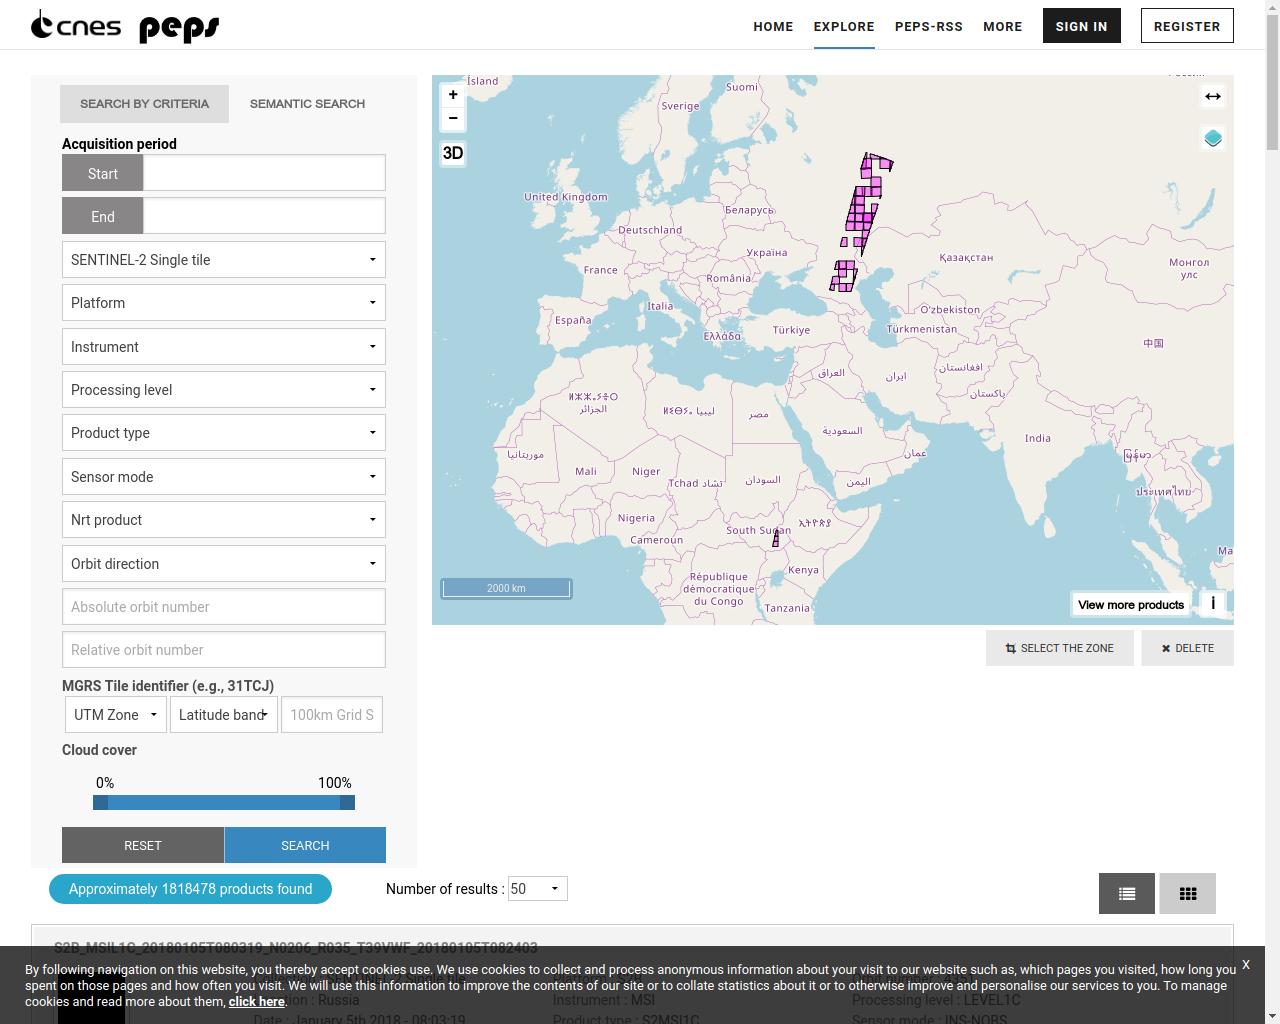 cnes peps
HOME EXPLORE PEPS-RSS MORE SIGN IN REGISTER
SEARCH BY CRITERIA SEMANTIC SEARCH
Acquisition period
Start
End
SENTINEL-2 Single tile
Platform
Instrument
Processing level
Product type
Sensor mode
Nrt product
Orbit direction
Absolute orbit number
Relative orbit number
MGRS Tile identifier (e.g., 31TCJ)
UTM Zone Latitude band 100km Grid S
Cloud cover
0% 100%
RESET SEARCH
+
−
3D
Ísland
Suomi
Sverige
United Kingdom
Беларусь
Deutschland
Україна
Қазақстан
Монгол
улс
France
România
Italia
O'zbekiston
España
Türkiye
Türkmenistan
Ελλάδα
中国
العراق
ایران
افغانستان
پاکستان
الجزائر
ليبيا
مصر
السعودية
India
موريتانيا
عمان
Mali
Niger
Tchad تشاد
السودان
اليمن
ประเทศไทย
Nigeria
South Sudan
ኢትዮጵያ
Cameroun
Kenya
République
démocratique
du Congo
Tanzania
Ma
2000 km
View more products i
SELECT THE ZONE DELETE
Approximately 1818478 products found
Number of results : 50
S2B_MSIL1C_20180105T080319_N0206_R035_T39VWF_20180105T082403
By following navigation on this website, you thereby accept cookies use. We use cookies to collect and process anonymous information about your visit to our website such as, which pages you visited, how long you X
spent on those pages and how often you visit. We will use this information to improve the contents of our site or to collate statistics about it or to otherwise improve and personalise our services to you. To manage
cookies and read more about them, click here.
: Russia Instrument : MSI Processing level : LEVEL1C
Date : January 5th 2018 - 08:03:19 Product type : S2MSI1C Sensor mode : INS-NOBS